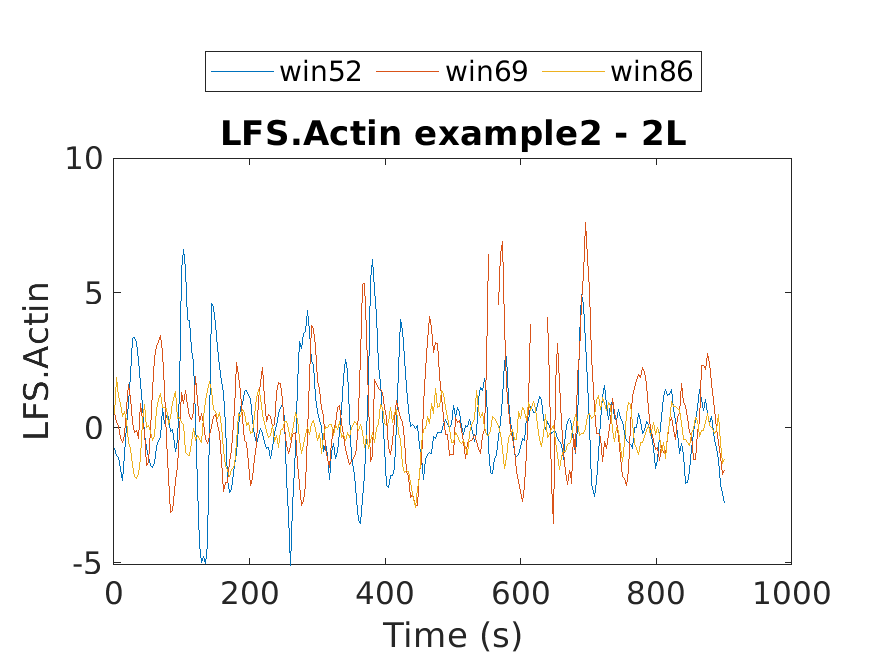 win52 win69 win86
LFS.Actin example2 - 2L
10
5
0
-5
LFS.Actin
0 200 400 600 800 1000
Time (s)